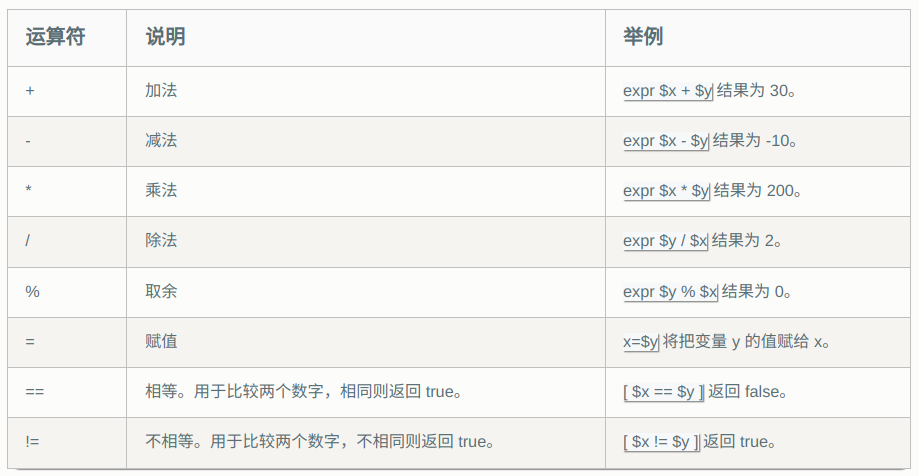 运算符 说明 举例
+ 加法 expr $x + $y 结果为 30。
- 减法 expr $x - $y 结果为 -10。
* 乘法 expr $x * $y 结果为 200。
/ 除法 expr $y / $x 结果为 2。
% 取余 expr $y % $x 结果为 0。
= 赋值 x=$y 将把变量 y 的值赋给 x。
== 相等。用于比较两个数字，相同则返回 true。 [ $x == $y ] 返回 false。
!= 不相等。用于比较两个数字，不相同则返回 true。 [ $x != $y ] 返回 true。